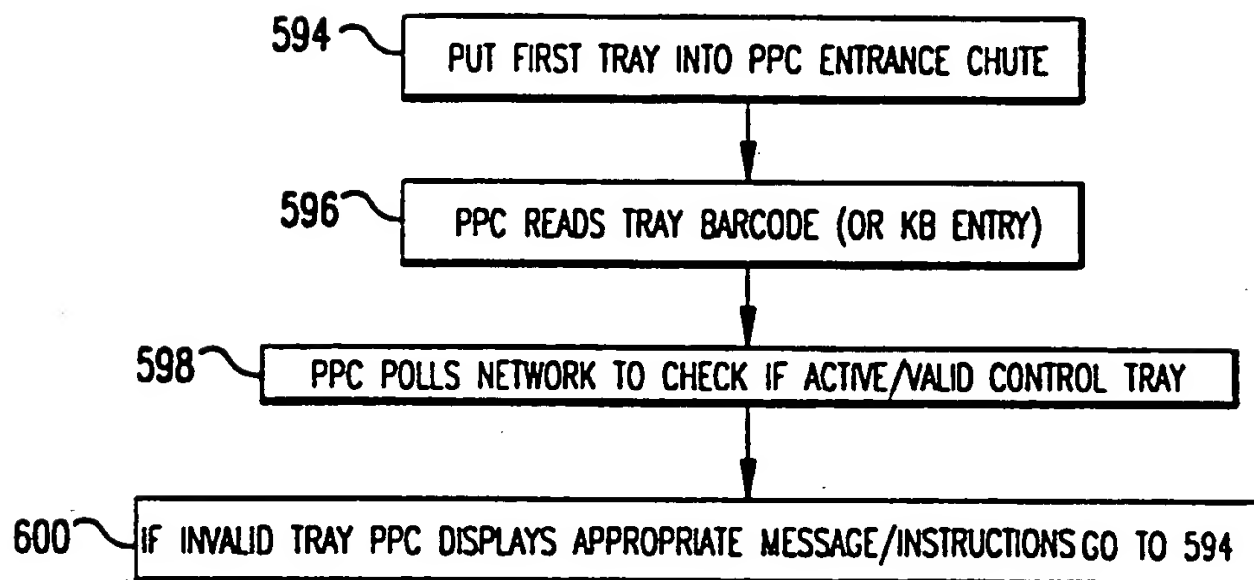 594
PUT FIRST TRAY INTO PPC ENTRANCE CHUTE
596
PPC READS TRAY BARCODE (OR KB ENTRY)
598
PPC POLLS NETWORK TO CHECK IF ACTIVE/VALID CONTROL TRAY
600
IF INVALID TRAY PPC DISPLAYS APPROPRIATE MESSAGE/INSTRUCTIONS GO TO 594